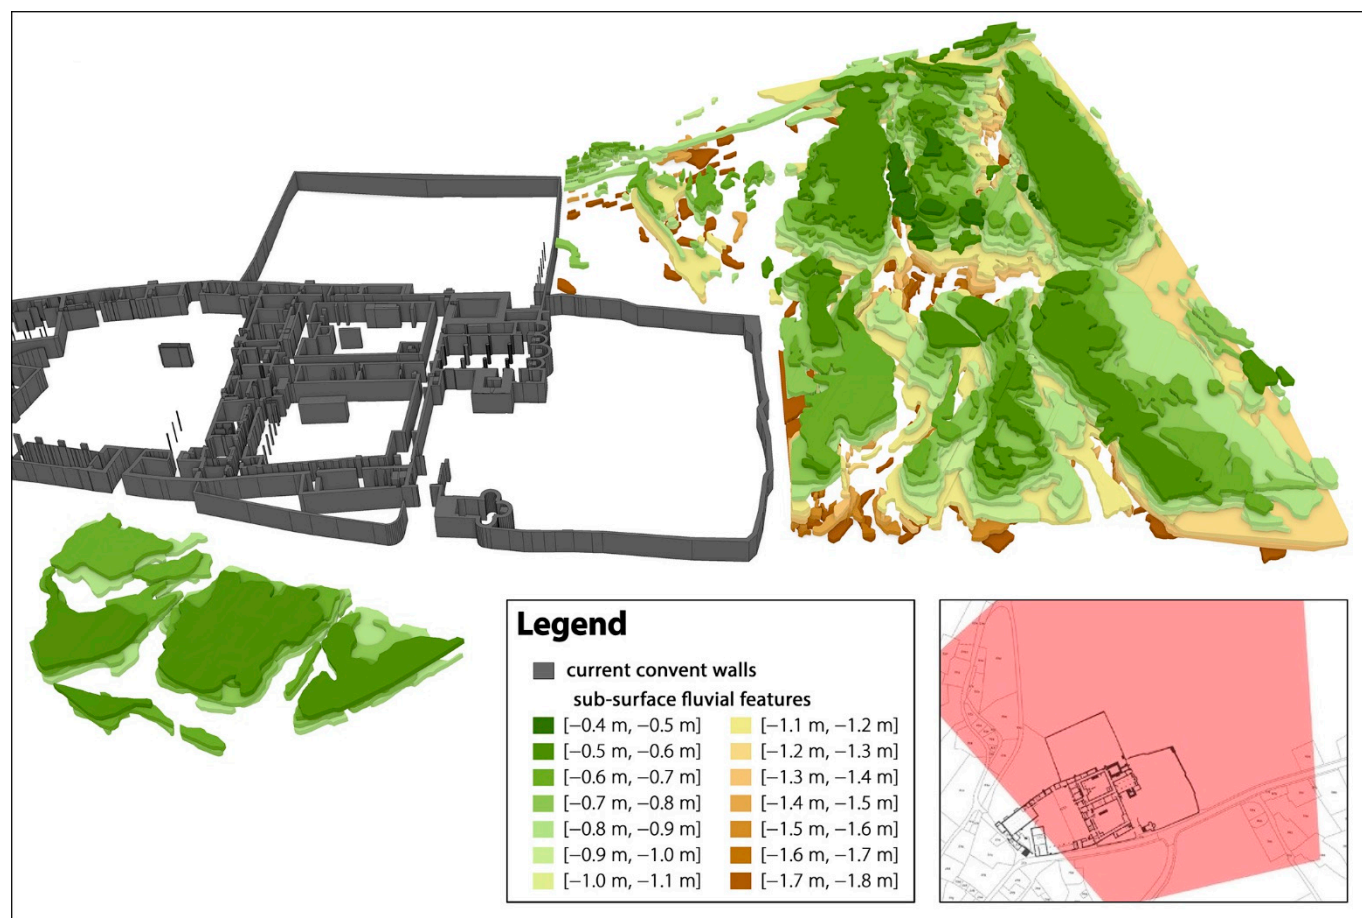 Legend
current convent walls
sub-surface fluvial features
[−0.4 m, −0.5 m] [−1.1 m, −1.2 m]
[−0.5 m, −0.6 m] [−1.2 m, −1.3 m]
[−0.6 m, −0.7 m] [−1.3 m, −1.4 m]
[−0.7 m, −0.8 m] [−1.4 m, −1.5 m]
[−0.8 m, −0.9 m] [−1.5 m, −1.6 m]
[−0.9 m, −1.0 m] [−1.6 m, −1.7 m]
[−1.0 m, −1.1 m] [−1.7 m, −1.8 m]